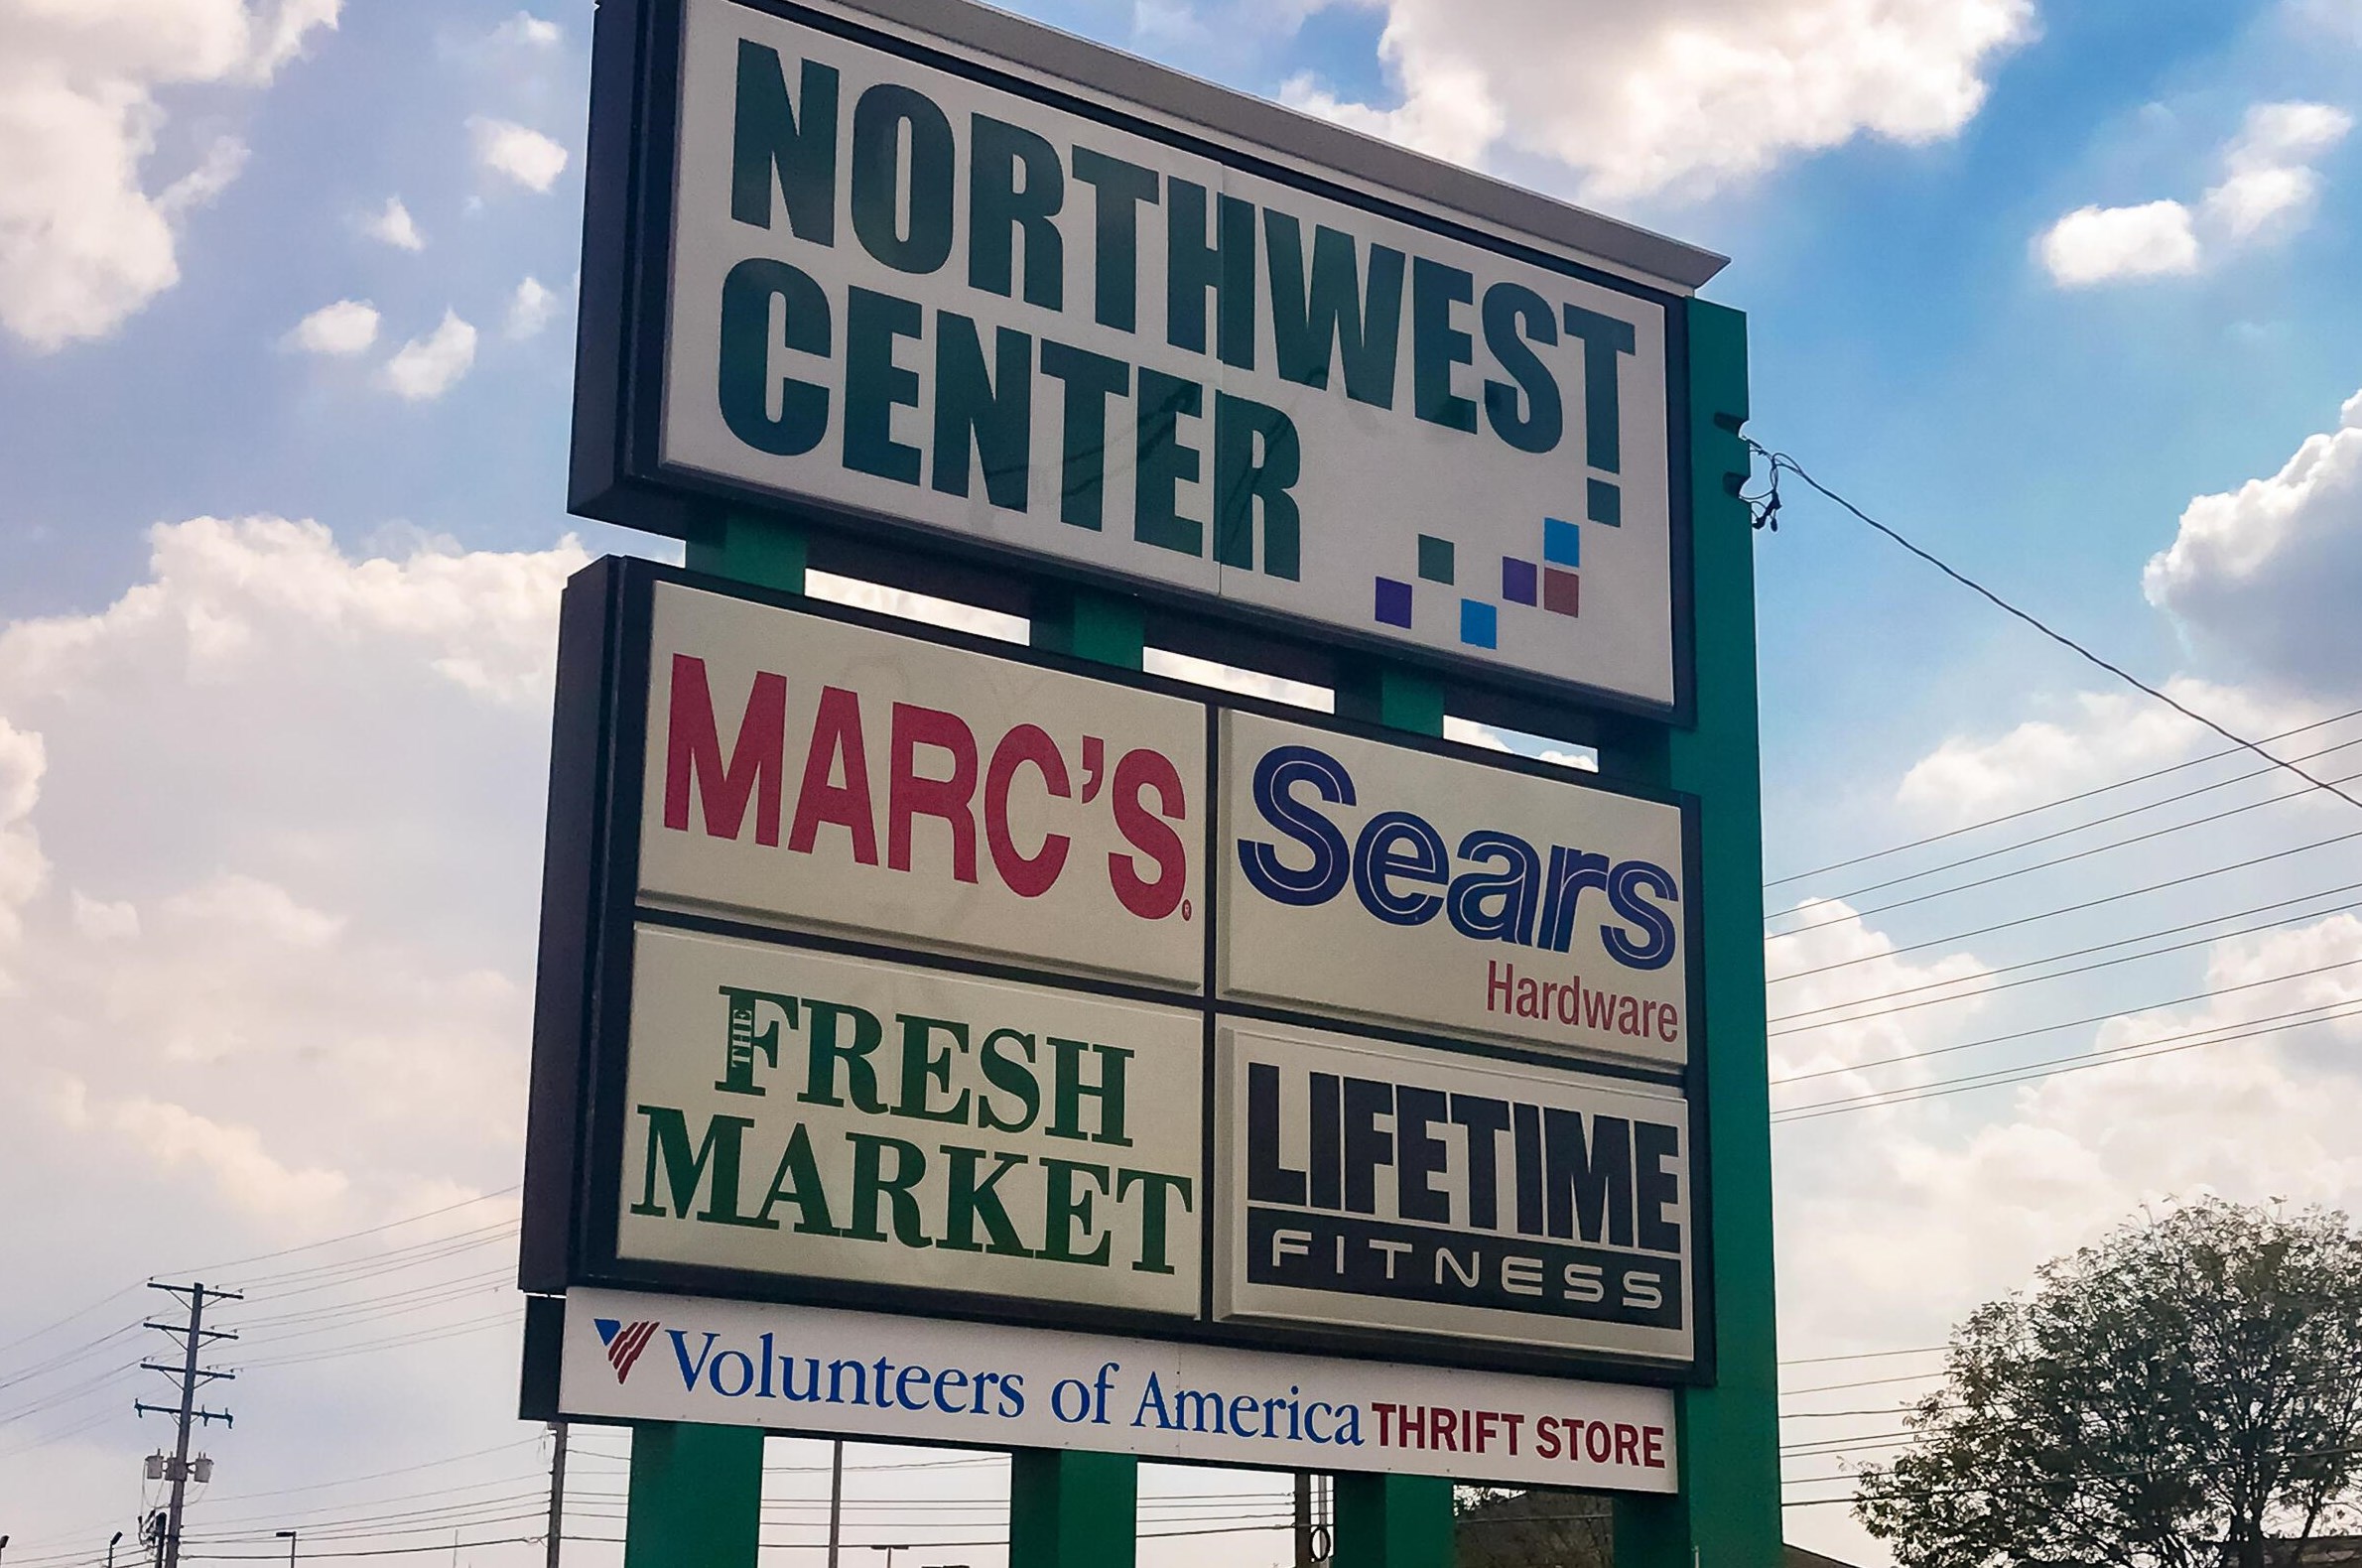 NORTHWEST
CENTER
MARC'S®
Sears
Hardware
THE FRESH
MARKET
LIFETIME
FITNESS
Volunteers of America THRIFT STORE